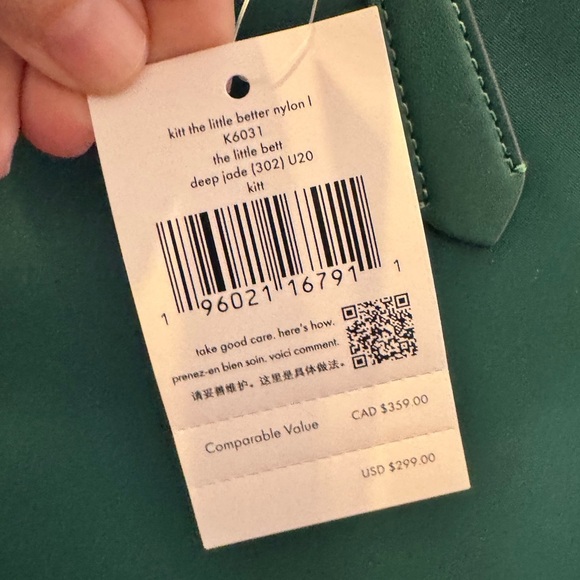 kitt the little better nylon l
K6031
the little bett
deep jade (302) U20
kitt
1 96021 16791 1
take good care. here's how.
prenez-en bien soin. voici comment.
请妥善维护。这里是具体做法。
Comparable Value CAD $359.00
USD $299.00